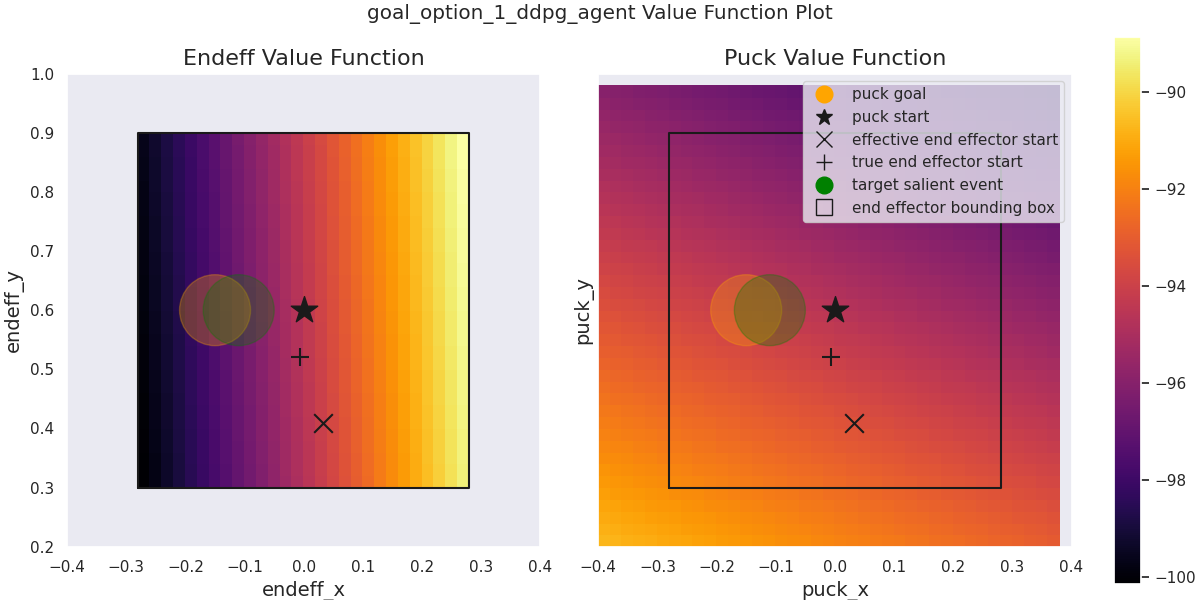 goal_option_1_ddpg_agent Value Function Plot
Endeff Value Function
1.0
0.9
0.8
0.7
0.6
0.5
0.4
0.3
0.2
endeff_y
−0.4 −0.3 −0.2 −0.1 0.0 0.1 0.2 0.3 0.4
endeff_x
Puck Value Function
puck goal
puck start
effective end effector start
true end effector start
target salient event
end effector bounding box
puck_y
−0.4 −0.3 −0.2 −0.1 0.0 0.1 0.2 0.3 0.4
puck_x
−90
−92
−94
−96
−98
−100